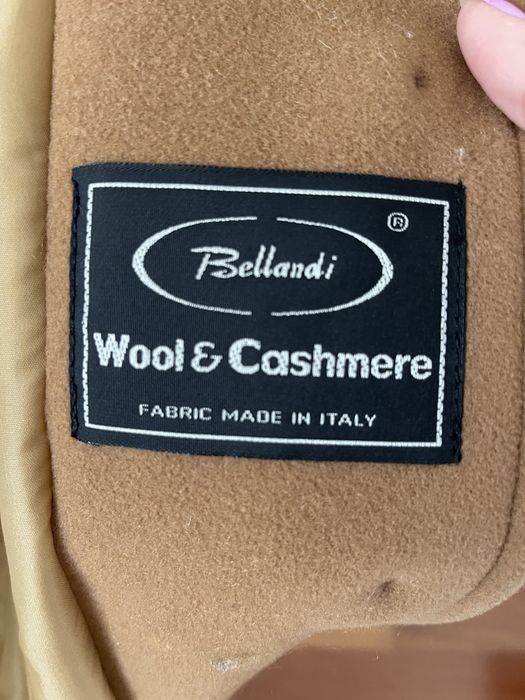 ®
Bellandi
Wool & Cashmere
FABRIC MADE IN ITALY